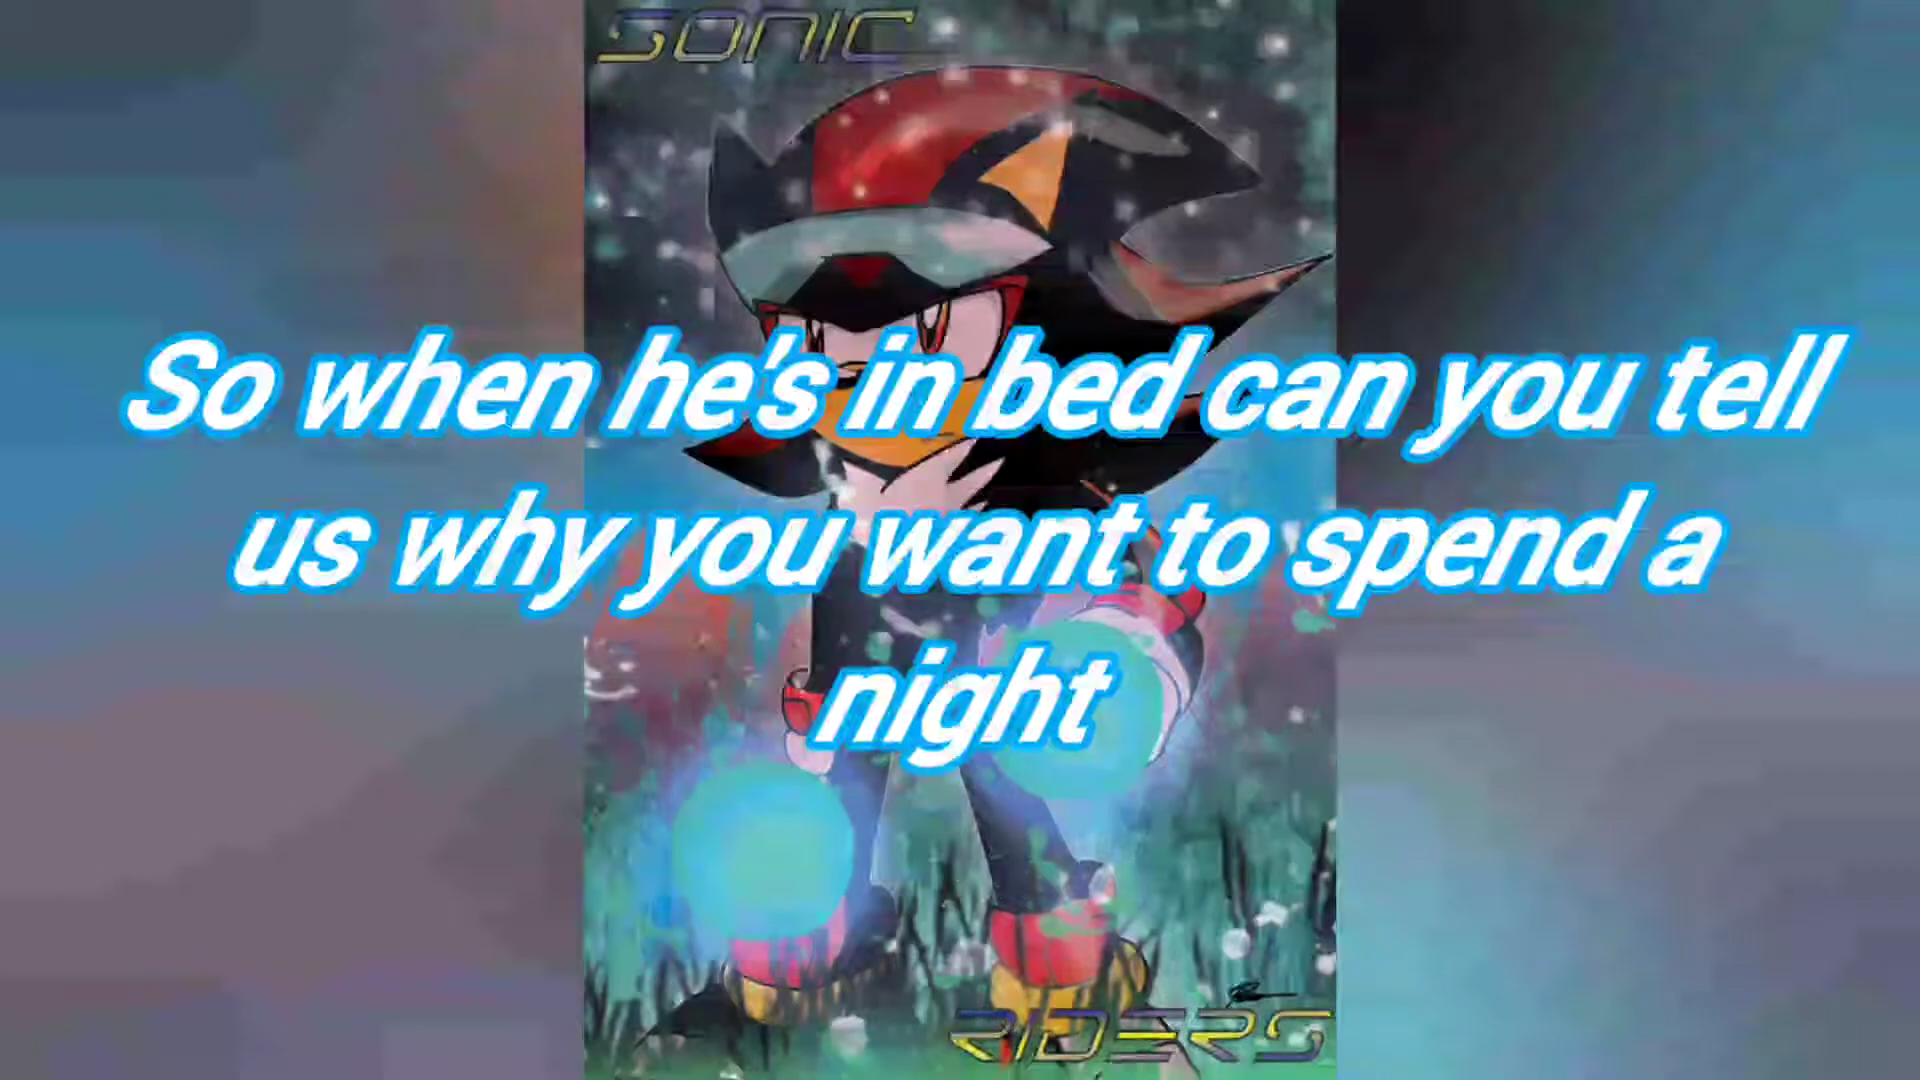 SONIC
So when he's in bed can you tell
us why you want to spend a
night
RIDERS